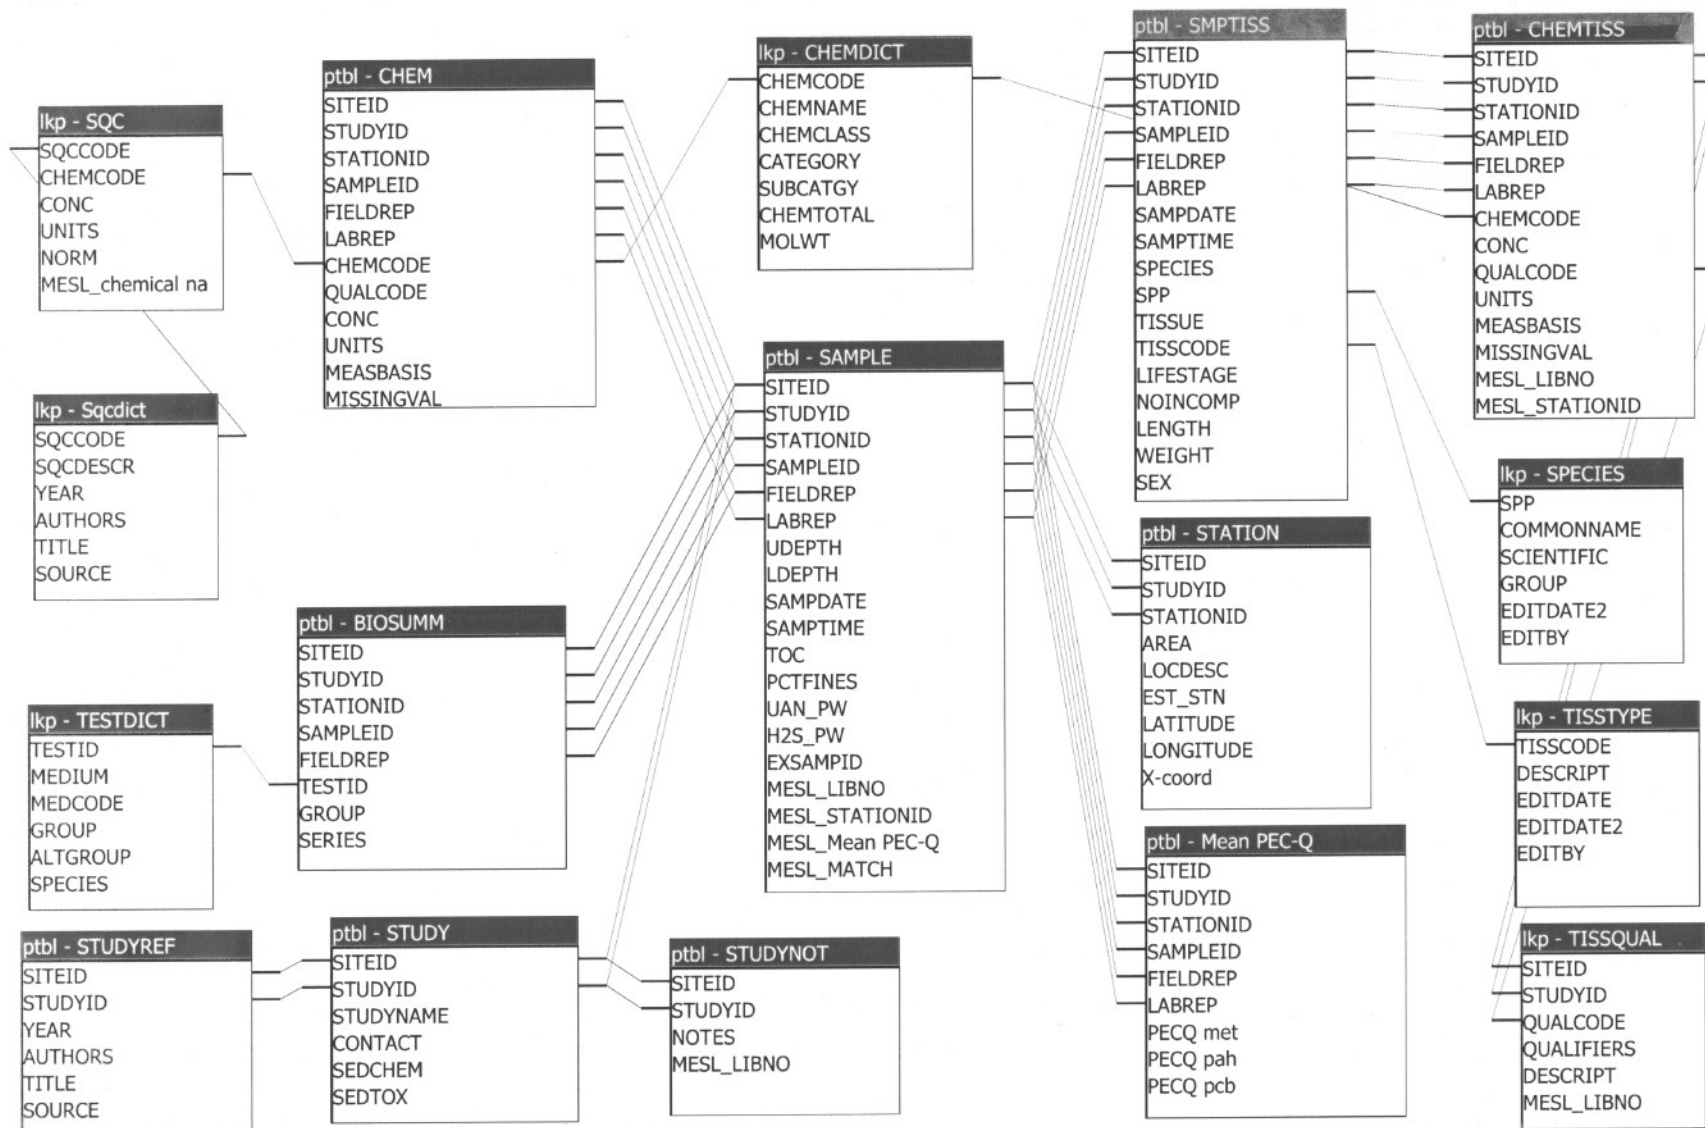 lkp - SQC
SQCCODE
CHEMCODE
CONC
UNITS
NORM
MESL_chemical na
lkp - Sqcdict
SQCCODE
SQCDESCR
YEAR
AUTHORS
TITLE
SOURCE
lkp - TESTDICT
TESTID
MEDIUM
MEDCODE
GROUP
ALTGROUP
SPECIES
ptbl - STUDYREF
SITEID
STUDYID
YEAR
AUTHORS
TITLE
SOURCE
ptbl - CHEM
SITEID
STUDYID
STATIONID
SAMPLEID
FIELDREP
LABREP
CHEMCODE
QUALCODE
CONC
UNITS
MEASBASIS
MISSINGVAL
ptbl - BIOSUMM
SITEID
STUDYID
STATIONID
SAMPLEID
FIELDREP
TESTID
GROUP
SERIES
ptbl - STUDY
SITEID
STUDYID
STUDYNAME
CONTACT
SEDCHEM
SEDTOX
lkp - CHEMDICT
CHEMCODE
CHEMNAME
CHEMCLASS
CATEGORY
SUBCATGY
CHEMTOTAL
MOLWT
ptbl - SAMPLE
SITEID
STUDYID
STATIONID
SAMPLEID
FIELDREP
LABREP
UDEPTH
LDEPTH
SAMPDATE
SAMPTIME
TOC
PCTFINES
UAN_PW
H2S_PW
EXSAMPID
MESL_LIBNO
MESL_STATIONID
MESL_Mean PEC-Q
MESL_MATCH
ptbl - STUDYNOT
SITEID
STUDYID
NOTES
MESL_LIBNO
ptbl - SMPTISS
SITEID
STUDYID
STATIONID
SAMPLEID
FIELDREP
LABREP
SAMPDATE
SAMPTIME
SPECIES
SPP
TISSUE
TISSCODE
LIFESTAGE
NOINCOMP
LENGTH
WEIGHT
SEX
ptbl - STATION
SITEID
STUDYID
STATIONID
AREA
LOCDESC
EST_STN
LATITUDE
LONGITUDE
X-coord
ptbl - Mean PEC-Q
SITEID
STUDYID
STATIONID
SAMPLEID
FIELDREP
LABREP
PECQ met
PECQ pah
PECQ pcb
ptbl - CHEMTISS
SITEID
STUDYID
STATIONID
SAMPLEID
FIELDREP
LABREP
CHEMCODE
CONC
QUALCODE
UNITS
MEASBASIS
MISSINGVAL
MESL_LIBNO
MESL_STATIONID
lkp - SPECIES
SPP
COMMONNAME
SCIENTIFIC
GROUP
EDITDATE2
EDITBY
lkp - TISSTYPE
TISSCODE
DESCRIPT
EDITDATE
EDITDATE2
EDITBY
lkp - TISSQUAL
SITEID
STUDYID
QUALCODE
QUALIFIERS
DESCRIPT
MESL_LIBNO